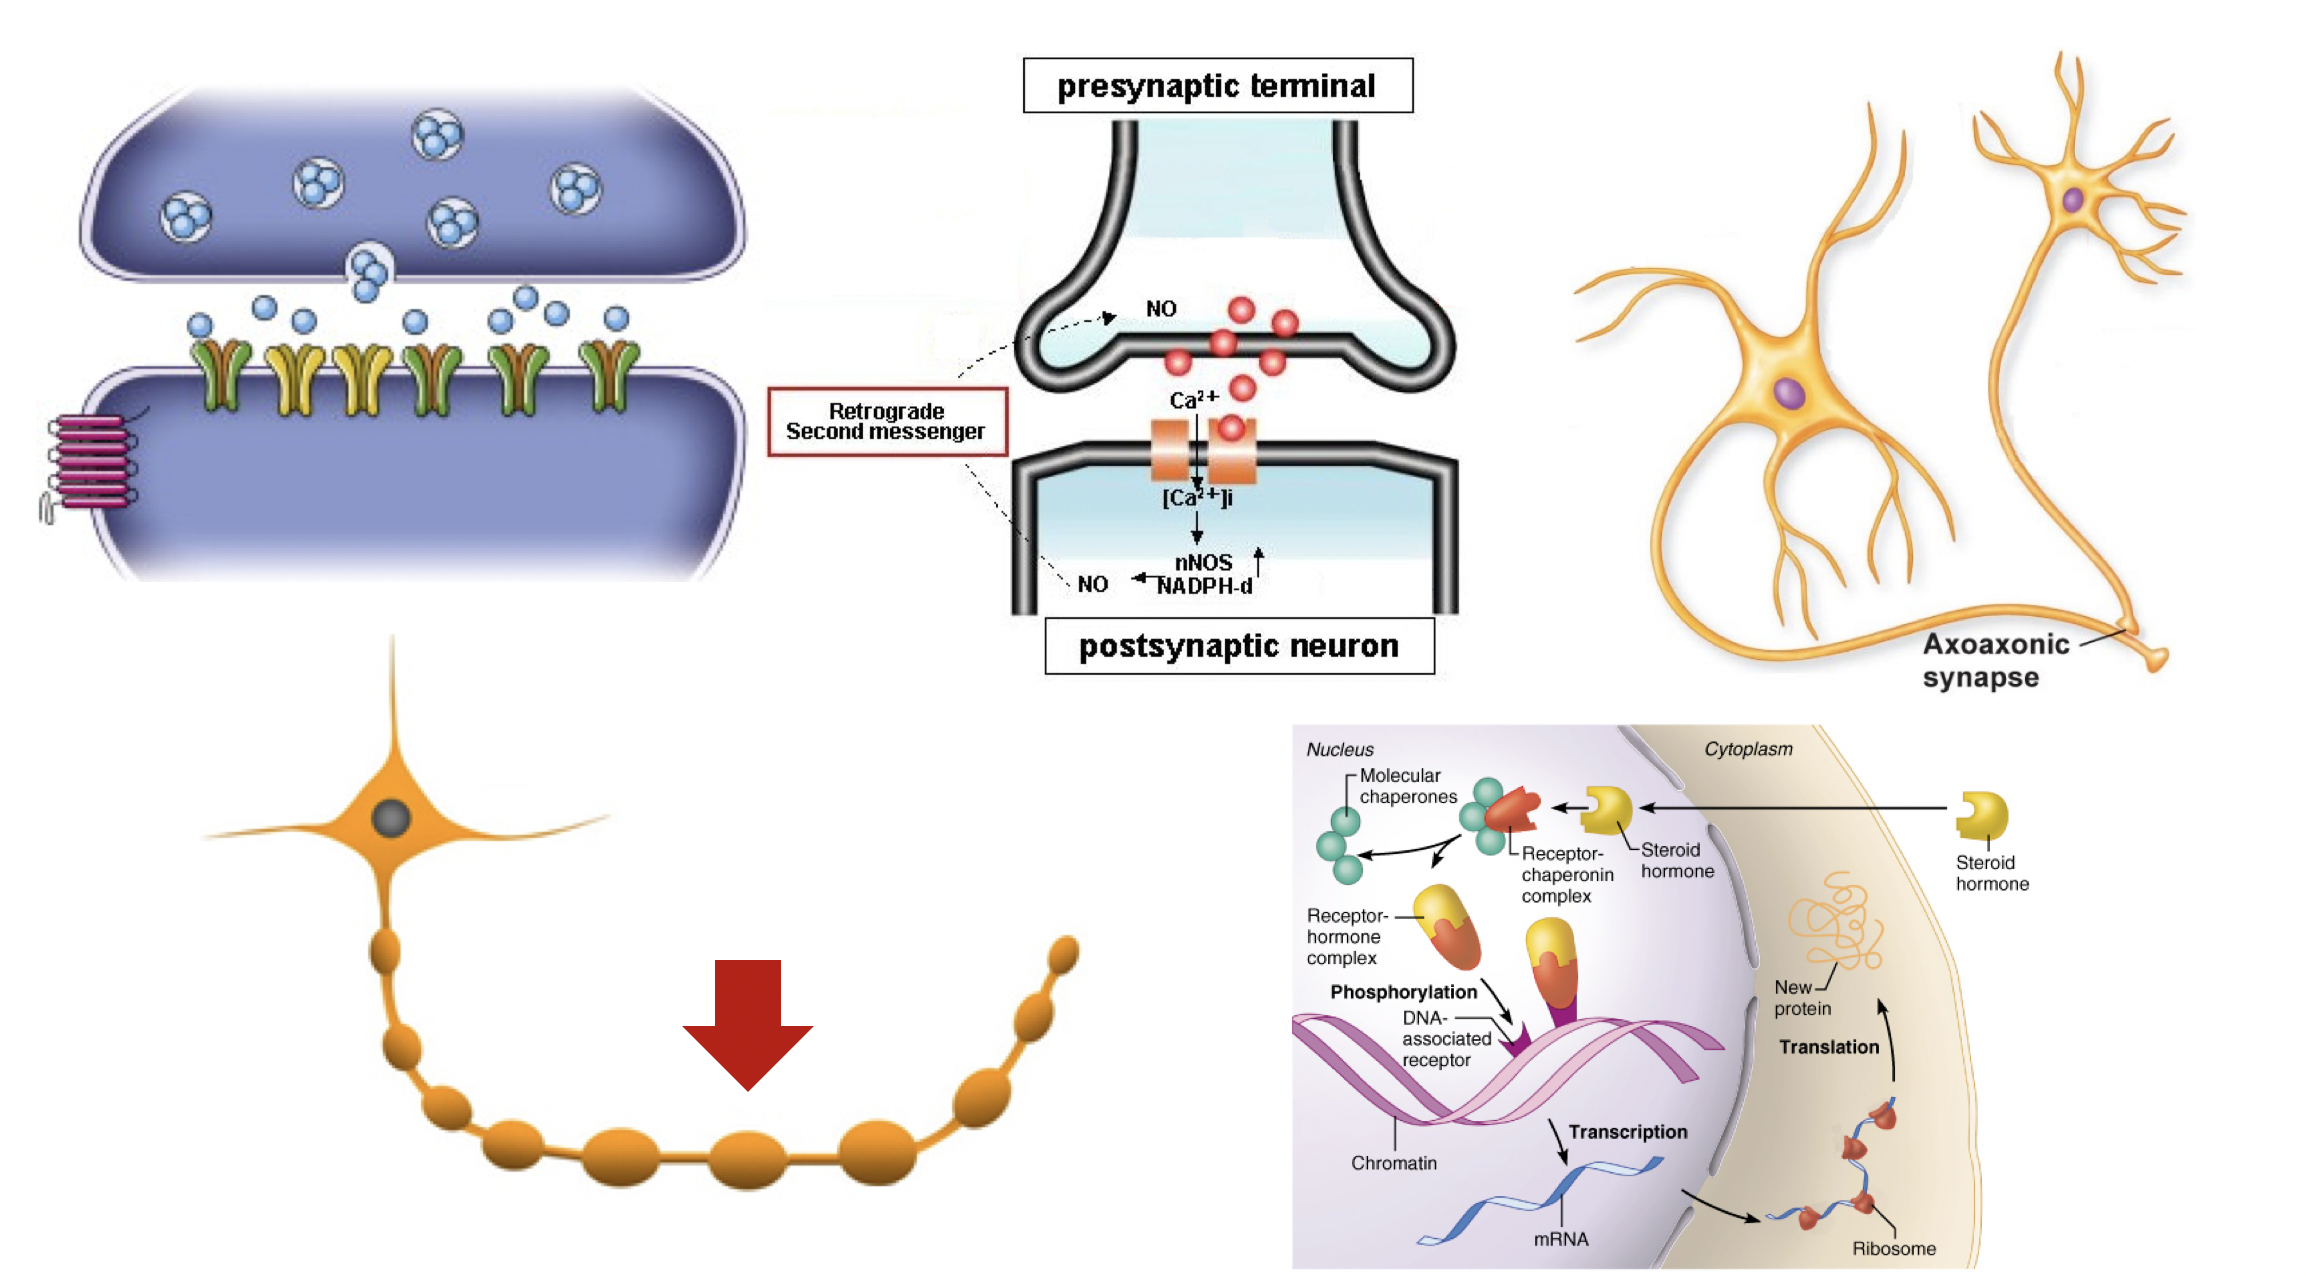 presynaptic terminal
NO
Ca²⁺
Retrograde
Second messenger
[Ca²⁺]i
nNOS
NADPH-d
NO
postsynaptic neuron
Axoaxonic
synapse
Nucleus
Cytoplasm
Molecular
chaperones
Receptor-
chaperonin
complex
Steroid
hormone
Steroid
hormone
Receptor-
hormone
complex
Phosphorylation
DNA-
associated
receptor
New
protein
Translation
Transcription
Chromatin
mRNA
Ribosome